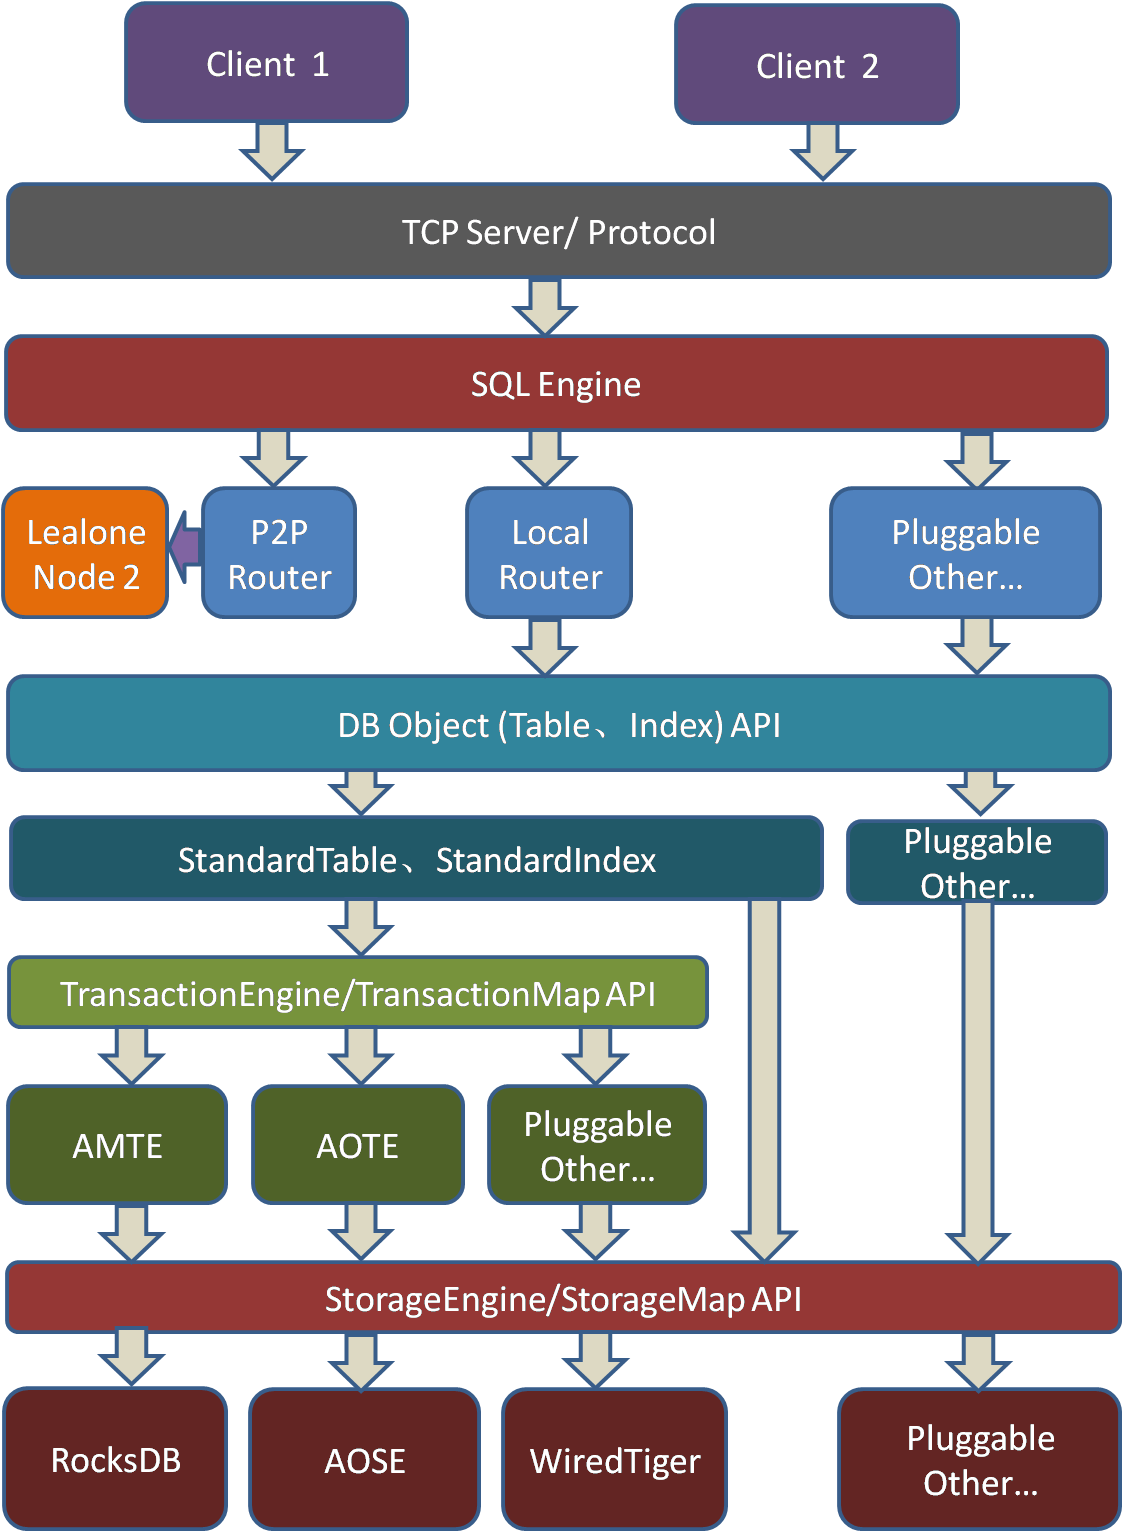 Client 1
Client 2
TCP Server/ Protocol
SQL Engine
Lealone
Node 2
P2P
Router
Local
Router
Pluggable
Other...
DB Object (Table、Index) API
StandardTable、StandardIndex
Pluggable
Other...
TransactionEngine/TransactionMap API
AMTE
AOTE
Pluggable
Other...
StorageEngine/StorageMap API
RocksDB
AOSE
WiredTiger
Pluggable
Other...